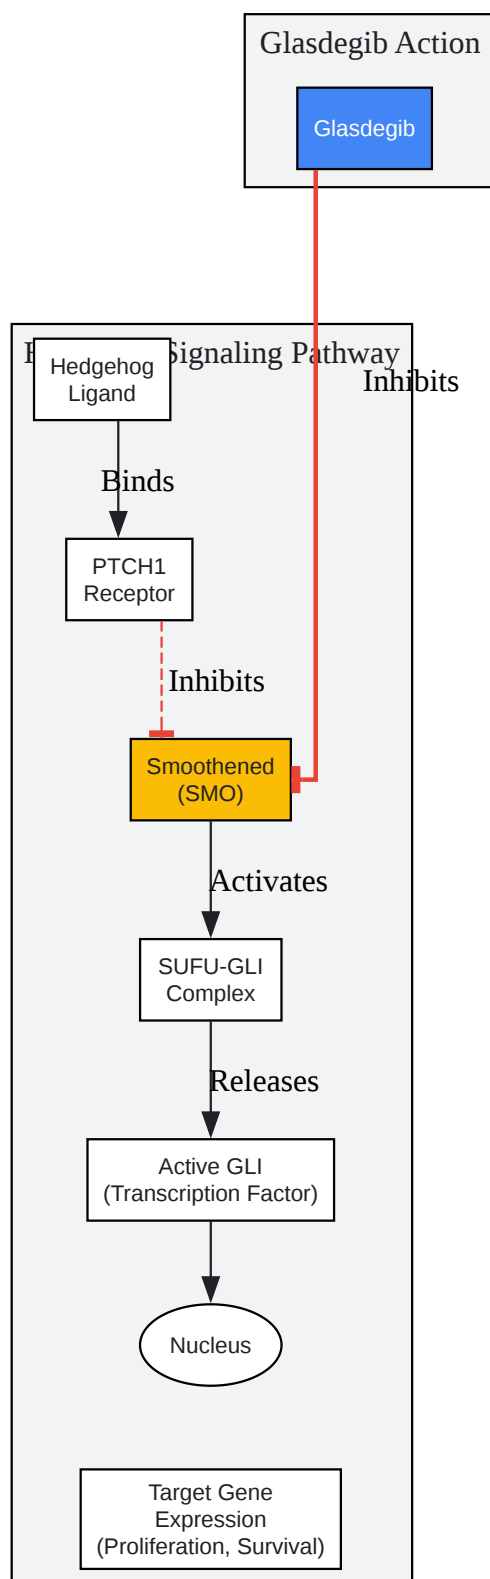 Glasdegib Action
Glasdegib
Signaling Pathway
Hedgehog
Ligand
Inhibits
Binds
PTCH1
Receptor
Inhibits
Smoothened
(SMO)
Activates
SUFU-GLI
Complex
Releases
Active GLI
(Transcription Factor)
Nucleus
Target Gene
Expression
(Proliferation, Survival)